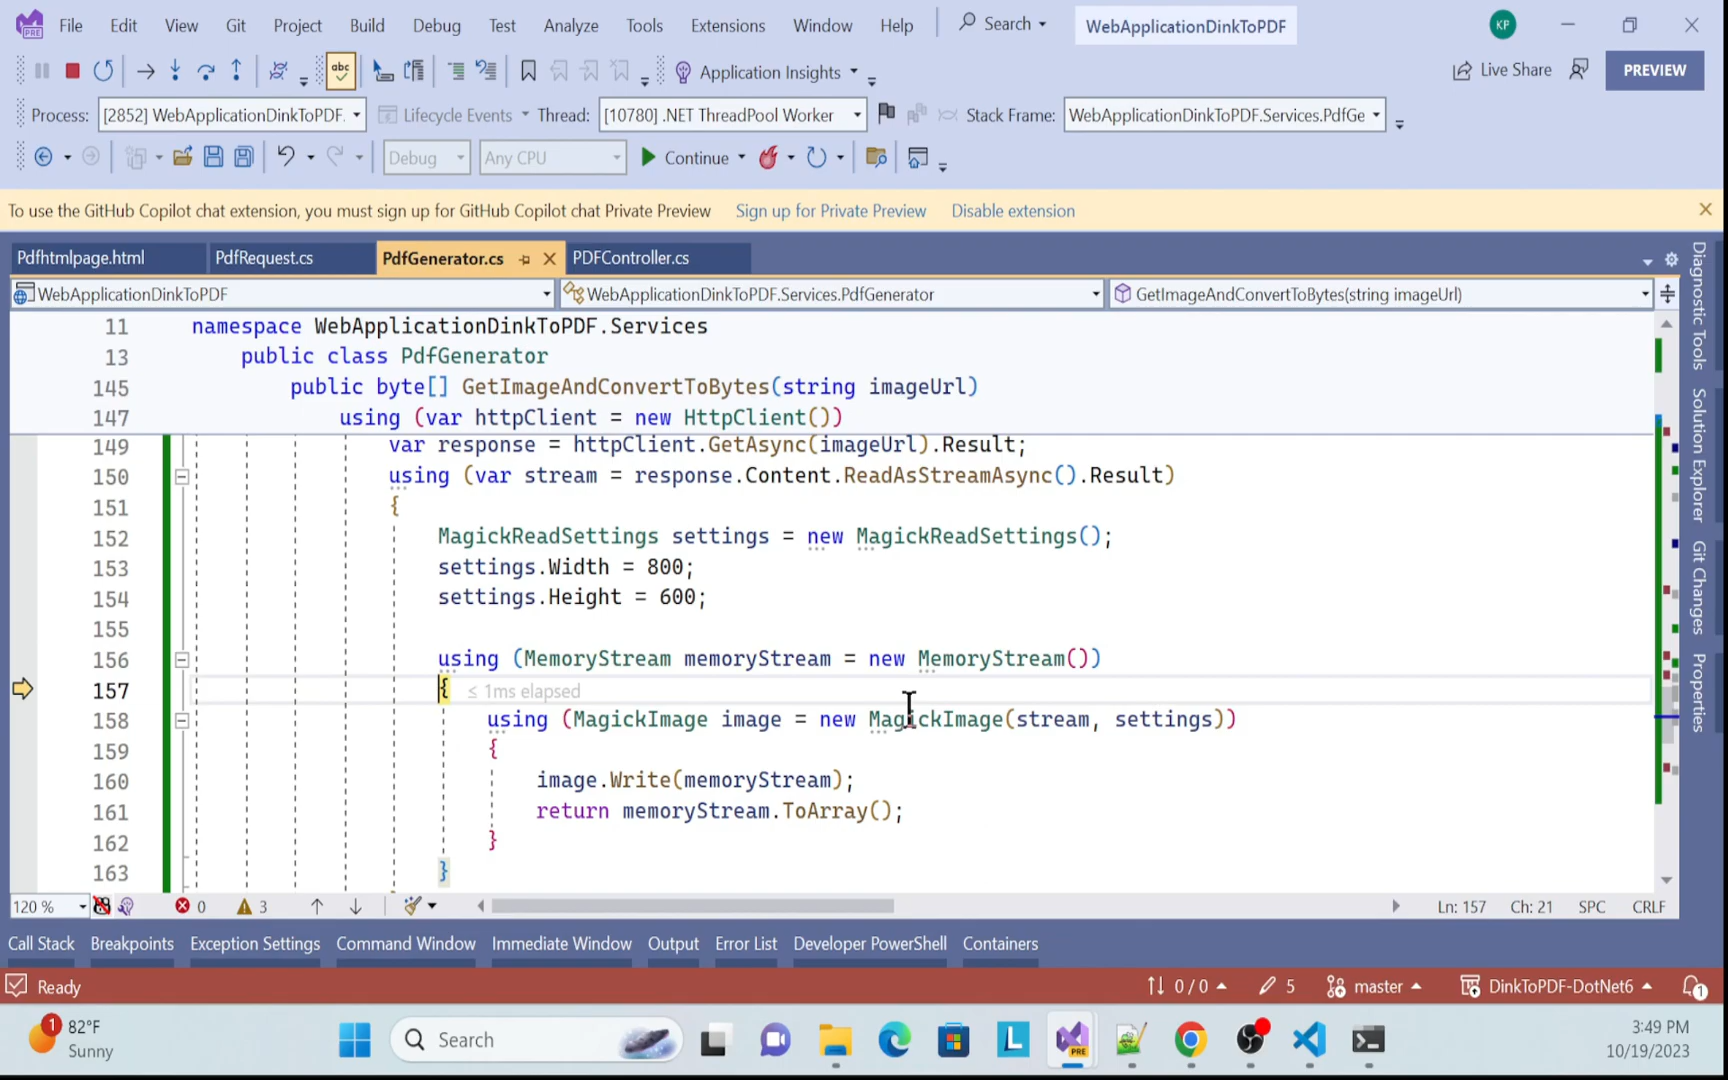 File Edit View Git Project Build Debug Test Analyze Tools Extensions Window Help Search WebApplicationDinkToPDF KP
PRE
abc Application Insights Live Share PREVIEW
Process: [2852] WebApplicationDinkToPDF. Lifecycle Events Thread: [10780] .NET ThreadPool Worker Stack Frame: WebApplicationDinkToPDF.Services.PdfGe
Debug Any CPU Continue
To use the GitHub Copilot chat extension, you must sign up for GitHub Copilot chat Private Preview Sign up for Private Preview Disable extension
Pdfhtmlpage.html PdfRequest.cs PdfGenerator.cs PDFController.cs
WebApplicationDinkToPDF WebApplicationDinkToPDF.Services.PdfGenerator GetImageAndConvertToBytes(string imageUrl)
11 namespace WebApplicationDinkToPDF.Services
13 public class PdfGenerator
145 public byte[] GetImageAndConvertToBytes(string imageUrl)
147 using (var httpClient = new HttpClient())
149 var response = httpClient.GetAsync(imageUrl).Result;
150 using (var stream = response.Content.ReadAsStreamAsync().Result)
151 {
152 MagickReadSettings settings = new MagickReadSettings();
153 settings.Width = 800;
154 settings.Height = 600;
155
156 using (MemoryStream memoryStream = new MemoryStream())
157 { ≤ 1ms elapsed
158 using (MagickImage image = new MagickImage(stream, settings))
159 {
160 image.Write(memoryStream);
161 return memoryStream.ToArray();
162 }
163 }
120 % 0 3 Ln: 157 Ch: 21 SPC CRLF
Call Stack Breakpoints Exception Settings Command Window Immediate Window Output Error List Developer PowerShell Containers
Ready 0 / 0 5 master DinkToPDF-DotNet6 1
Diagnostic Tools
Solution Explorer
Git Changes
Properties
1 82°F
Sunny
Search
L
PRE
3:49 PM
10/19/2023